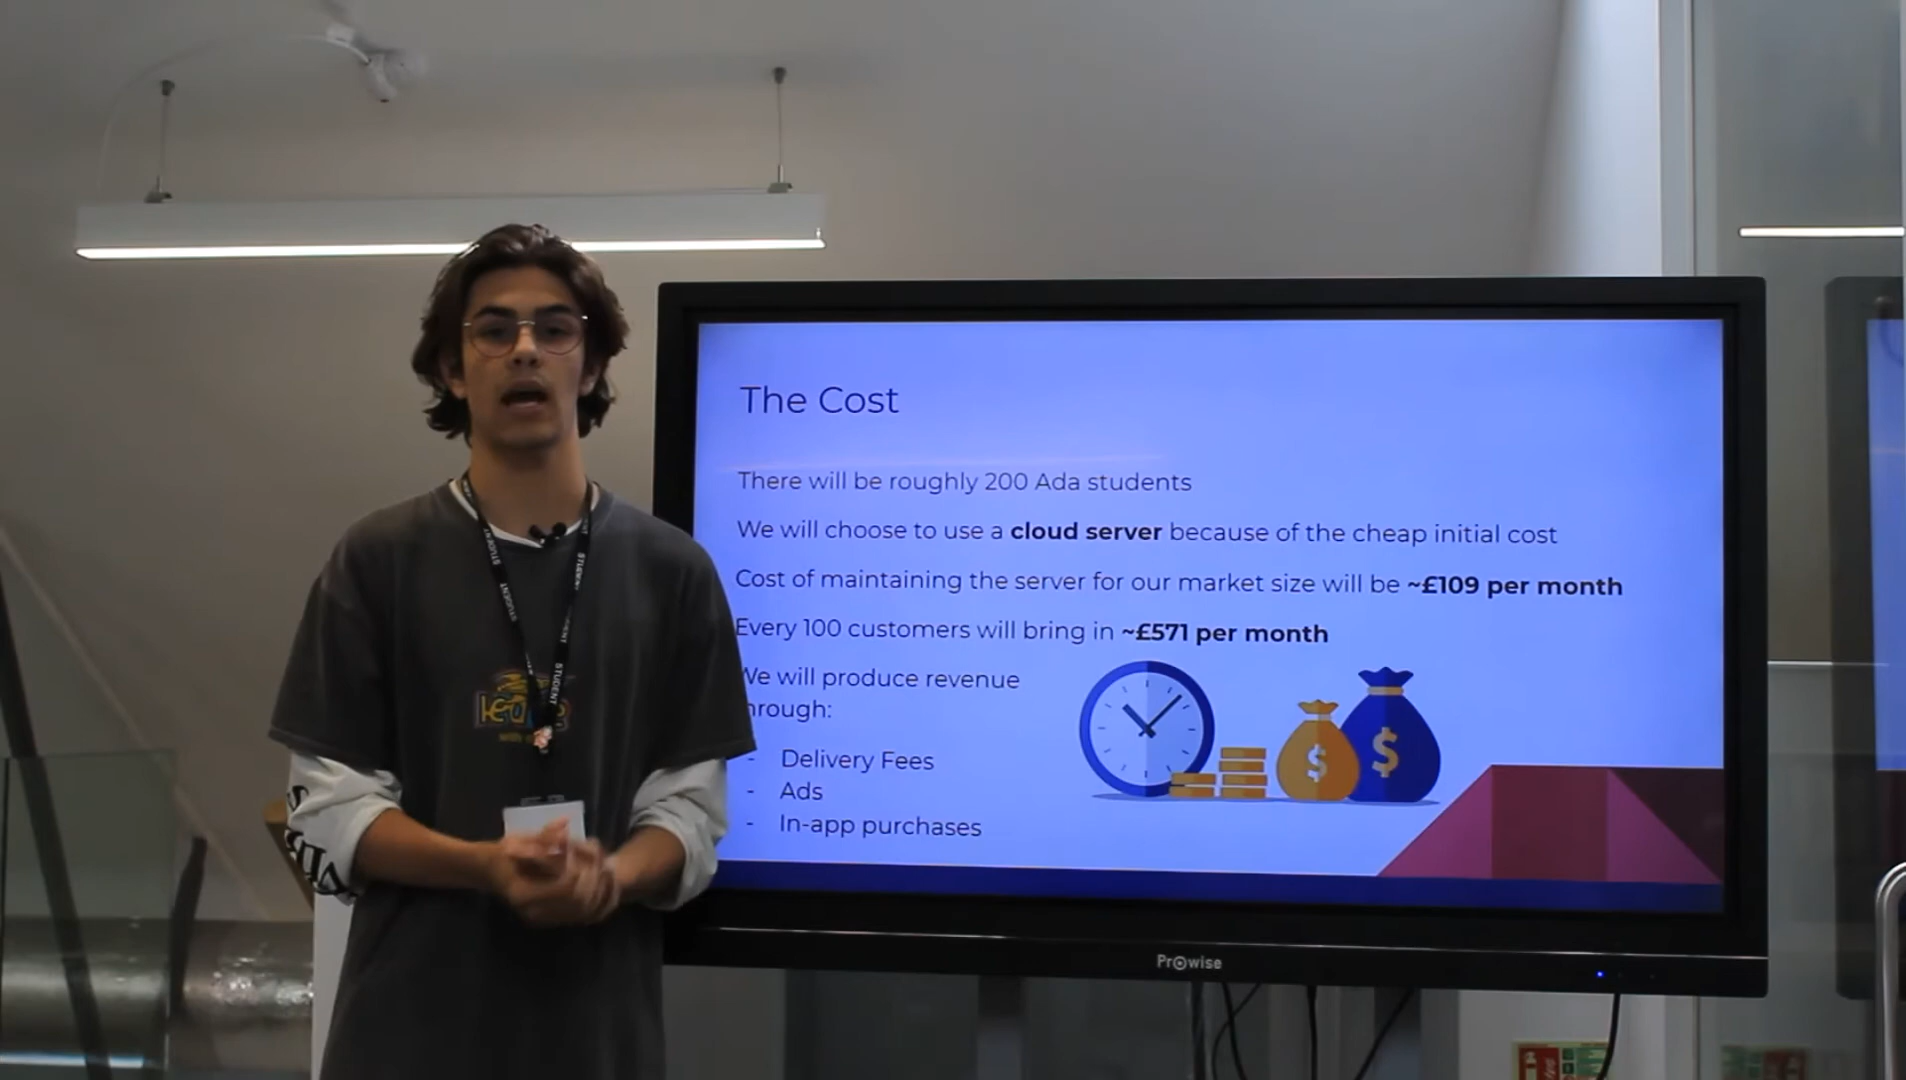 The Cost
There will be roughly 200 Ada students
We will choose to use a cloud server because of the cheap initial cost
Cost of maintaining the server for our market size will be ~£109 per month
Every 100 customers will bring in ~£571 per month
We will produce revenue
hrough:
- Delivery Fees
- Ads
- In-app purchases
$ $
Prowise
STUDENT
STUDENT
STUDENT
STUDENT